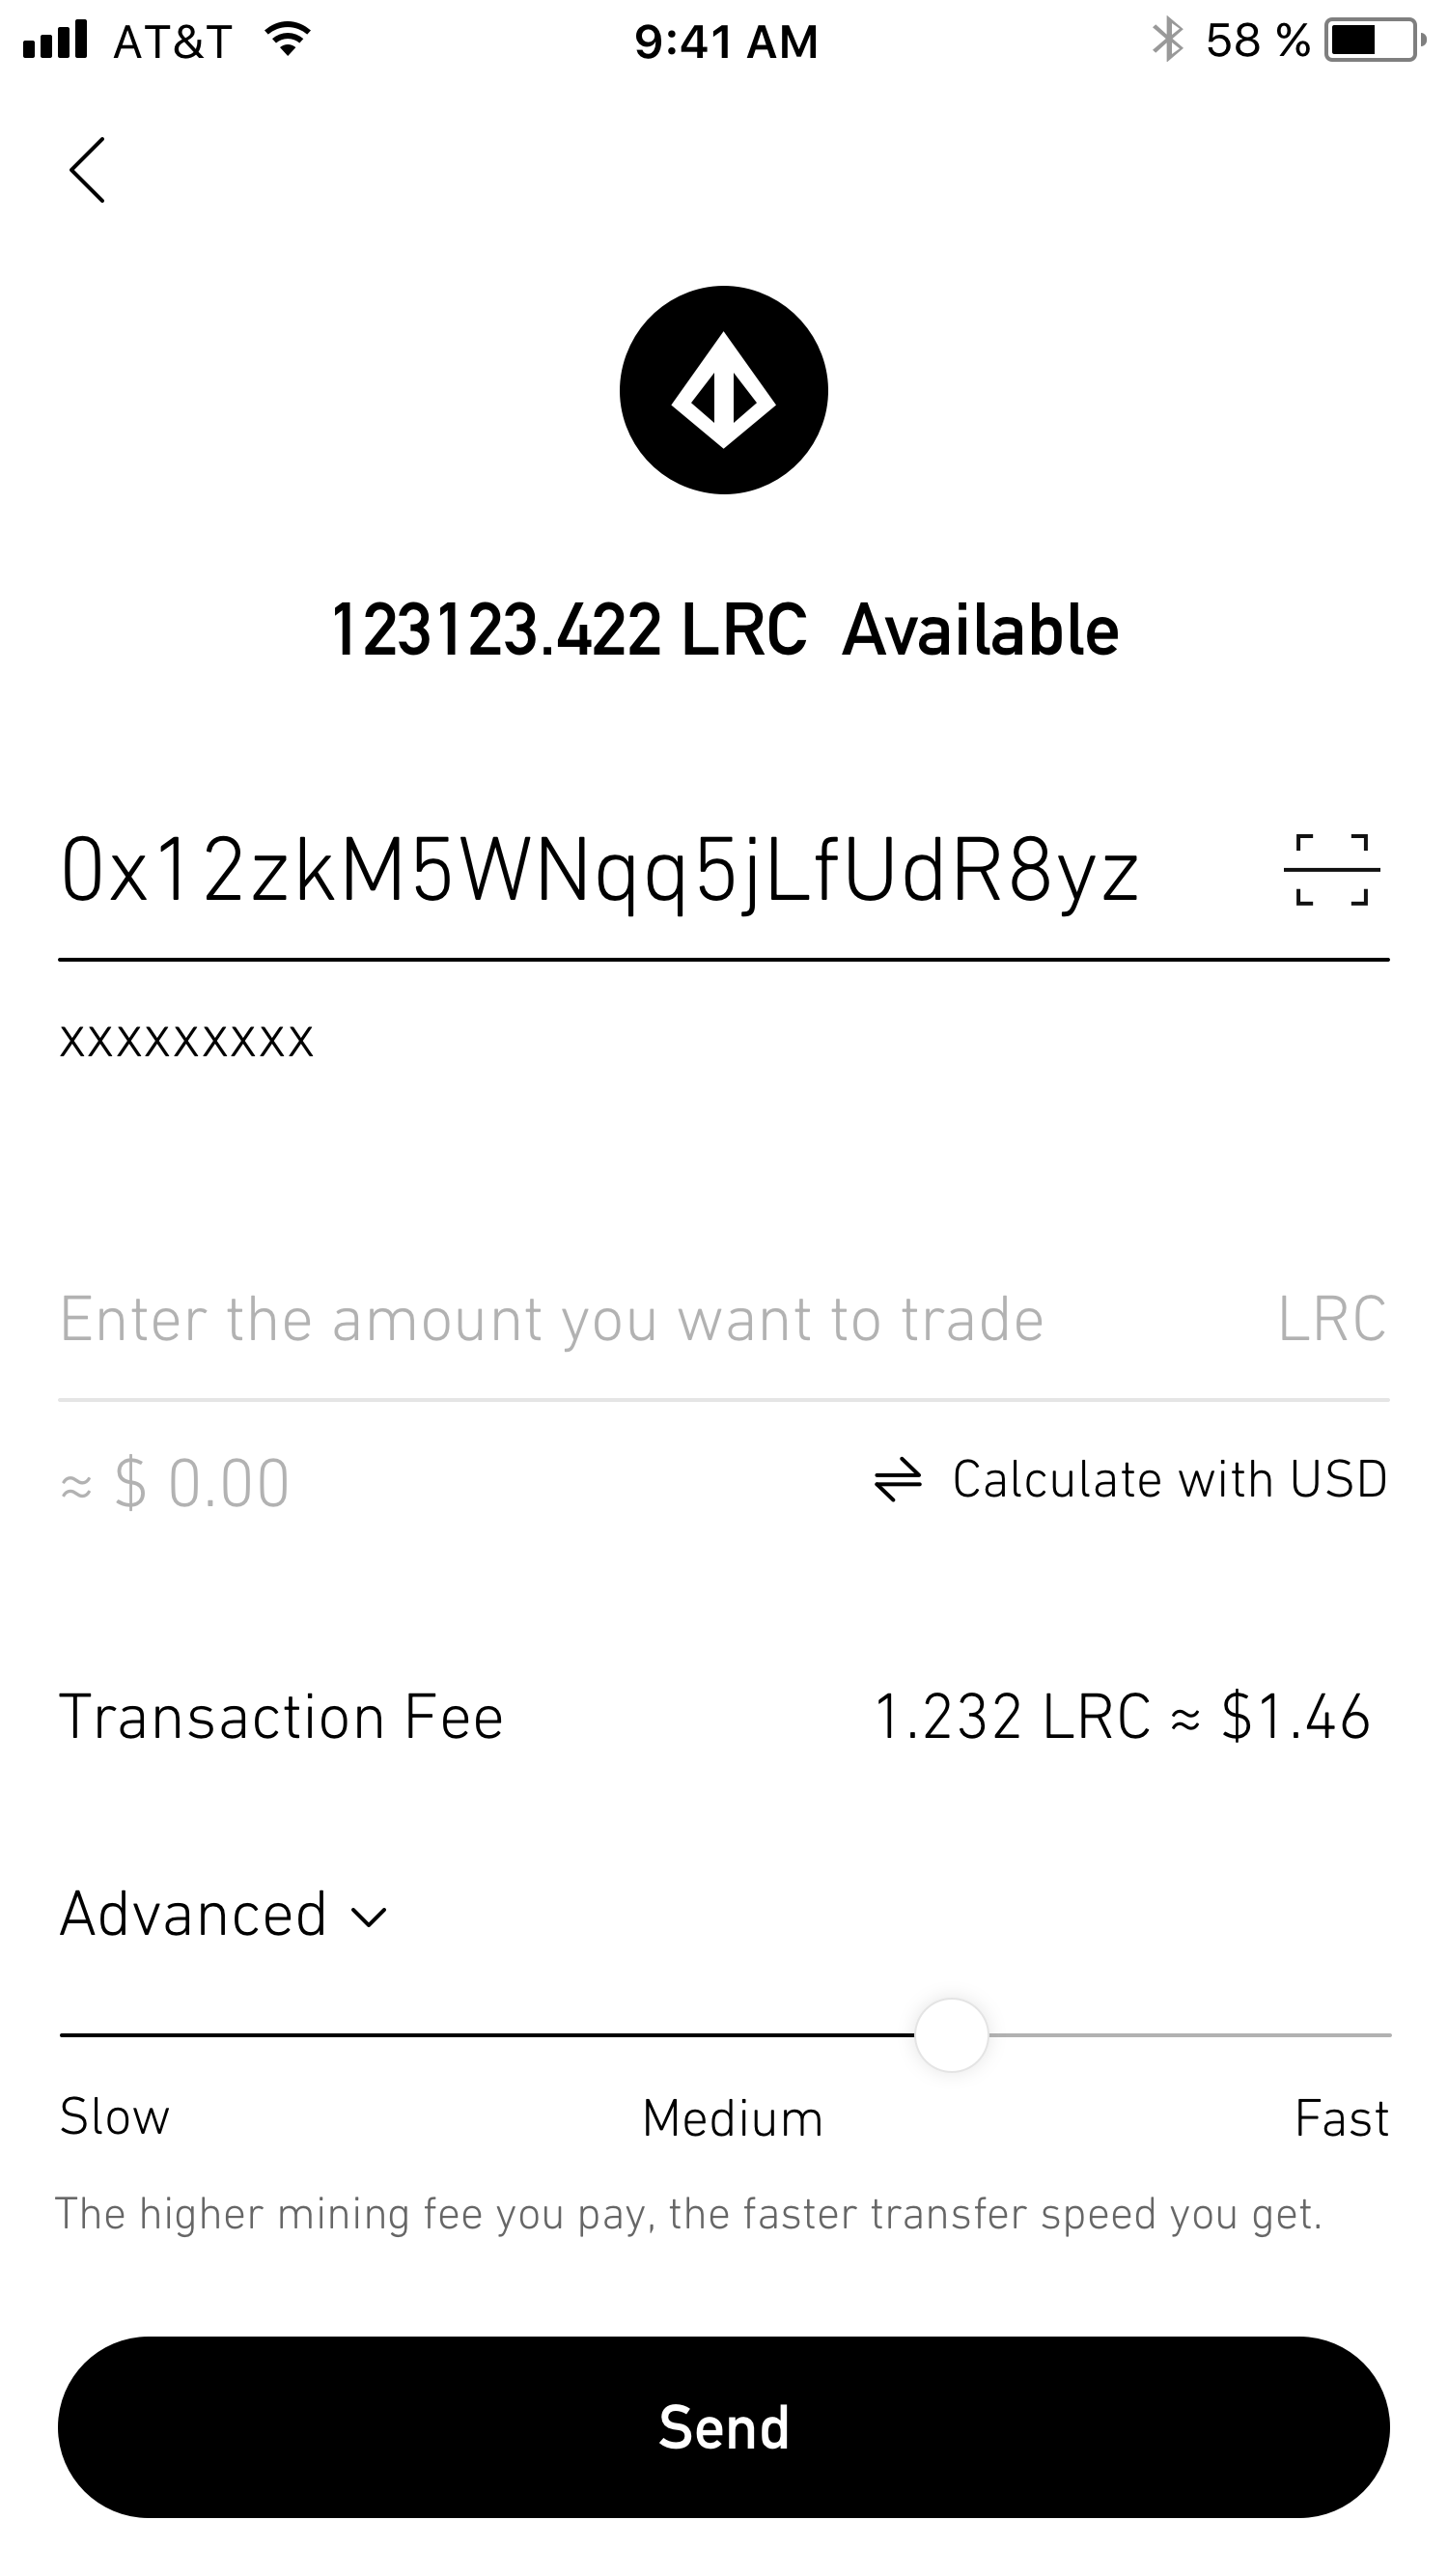 AT&T 9:41 AM 58 %
123123.422 LRC Available
0x12zkM5WNqq5jLfUdR8yz
xxxxxxxxx
Enter the amount you want to trade LRC
≈ $ 0.00 Calculate with USD
Transaction Fee 1.232 LRC ≈ $1.46
Advanced
Slow Medium Fast
The higher mining fee you pay, the faster transfer speed you get.
Send